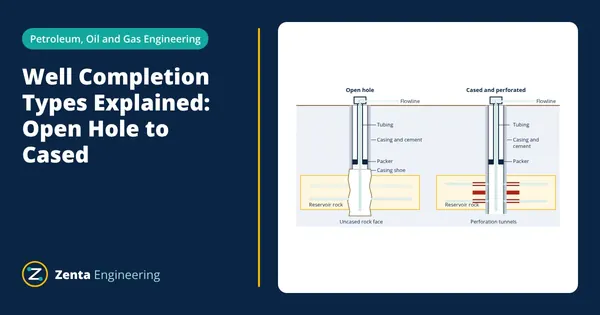 Petroleum, Oil and Gas Engineering
Well Completion
Types Explained:
Open Hole to
Cased
Zenta Engineering
Open hole
Flowline
Tubing
Casing and cement
Packer
Casing shoe
Reservoir rock
Uncased rock face
Cased and perforated
Flowline
Tubing
Casing and
cement
Packer
Reservoir rock
Perforation tunnels